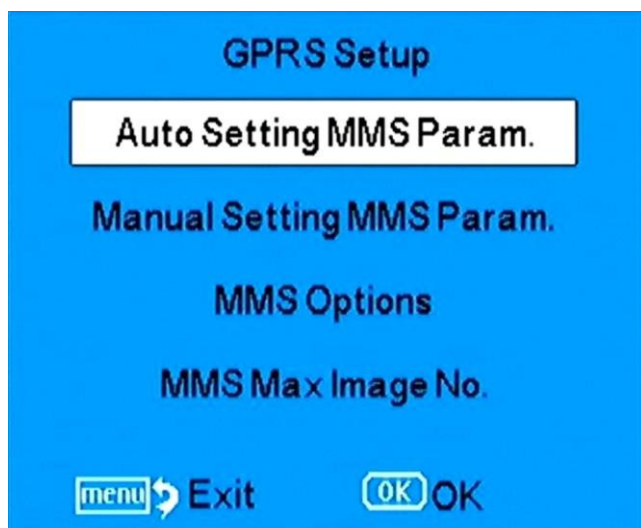 GPRS Setup
Auto Setting MMS Param.
Manual Setting MMS Param.
MMS Options
MMS Max Image No.
menu Exit OK OK